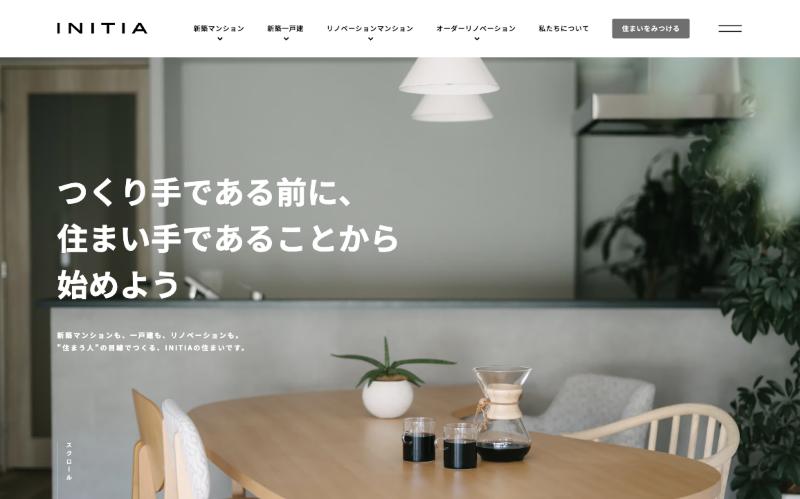 INITIA
新築マンション
新築一戸建
リノベーションマンション
オーダーリノベーション
私たちについて
住まいをみつける
つくり手である前に、
住まい手であることから
始めよう
新築マンションも、一戸建も、リノベーションも。
"住まう人"の目線でつくる、INITIAの住まいです。
スクロール